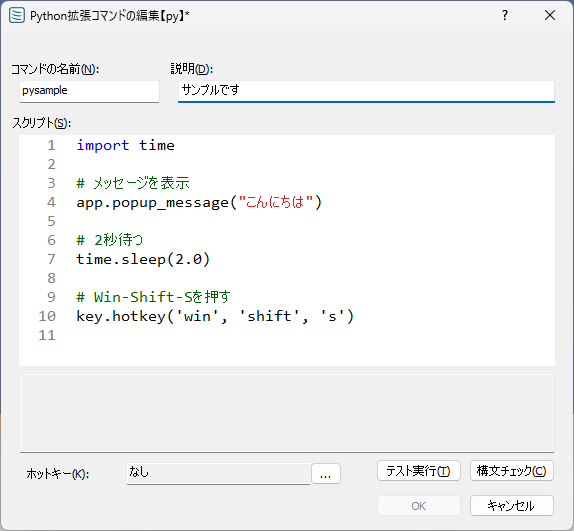 Python拡張コマンドの編集【py】*
コマンドの名前(N):
説明(D):
pysample
サンプルです
スクリプト(S):
1 import time
2
3 # メッセージを表示
4 app.popup_message("こんにちは")
5
6 # 2秒待つ
7 time.sleep(2.0)
8
9 # Win-Shift-Sを押す
10 key.hotkey('win', 'shift', 's')
11
ホットキー(K):
なし
...
テスト実行(T)
構文チェック(C)
OK
キャンセル